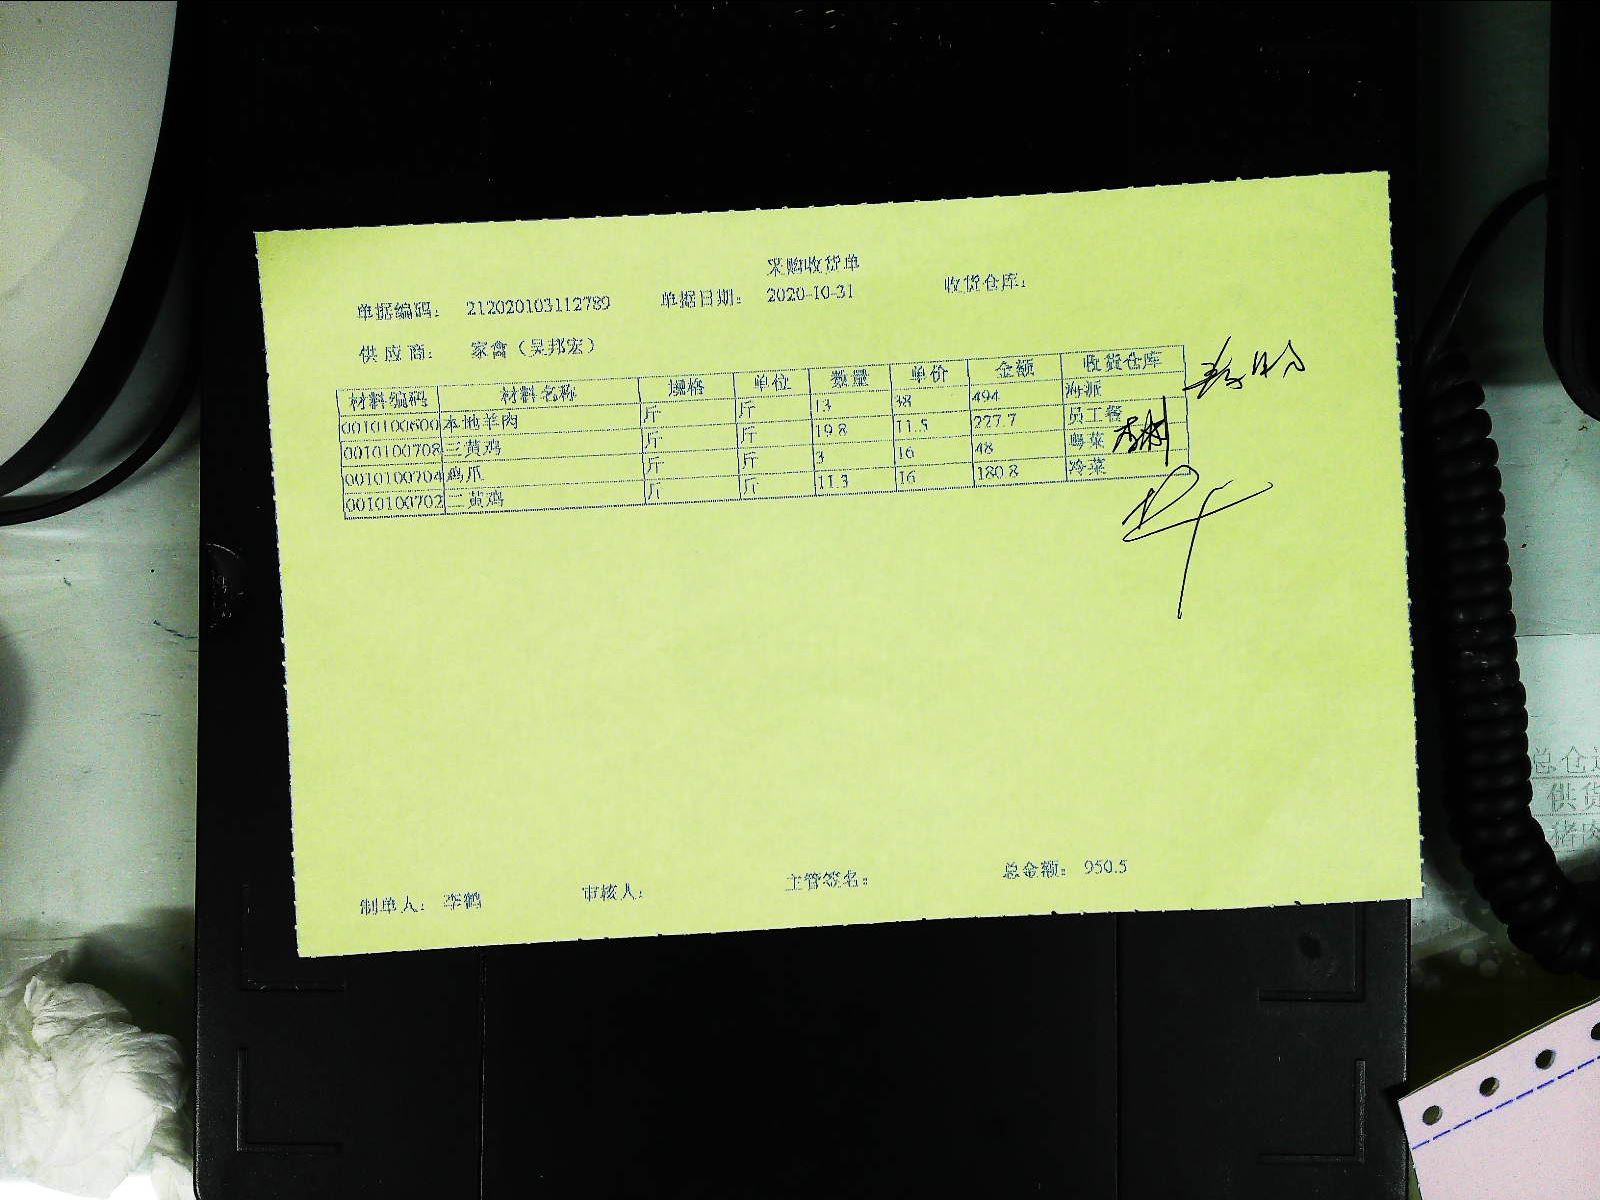 采购收货单
单据编码： 212020103112789 单据日期： 2020-10-31 收货仓库：
供应商： 家禽（吴邦宏）
材料编码 材料名称 规格 单位 数量 单价 金额 收货仓库
0010100600 本地羊肉 斤 斤 13 38 494 海派
0010100708 三黄鸡 斤 斤 19.8 11.5 227.7 员工餐
0010100704 鸡爪 斤 斤 3 16 48 粤菜
0010100702 二黄鸡 斤 斤 11.3 16 180.8 冷菜
制单人： 李鹤 审核人： 主管签名： 总金额： 950.5
总仓
供货
猪肉